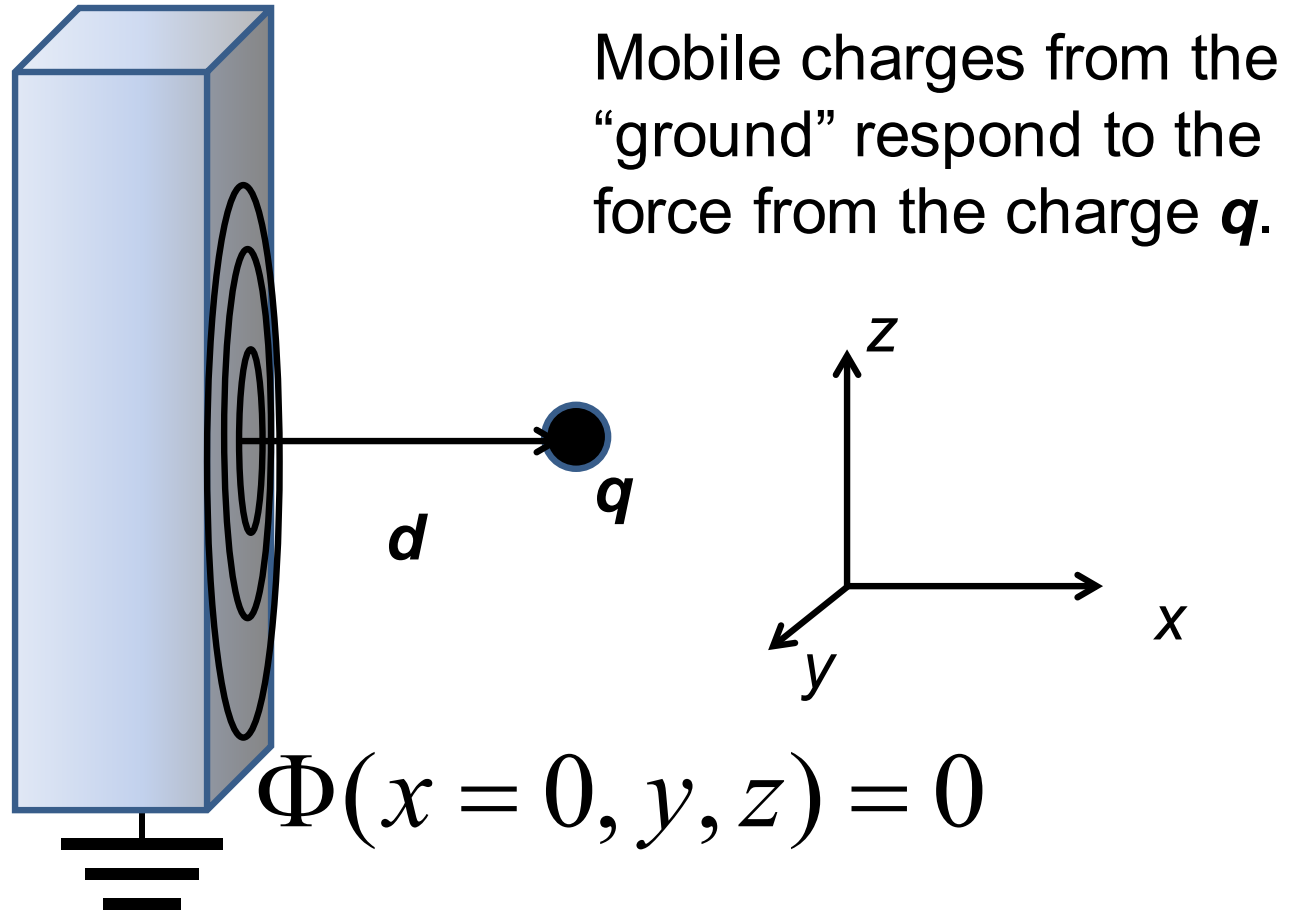 Mobile charges from the
“ground” respond to the
force from the charge q.
z
q
d
x
y
Φ(x = 0, y, z) = 0